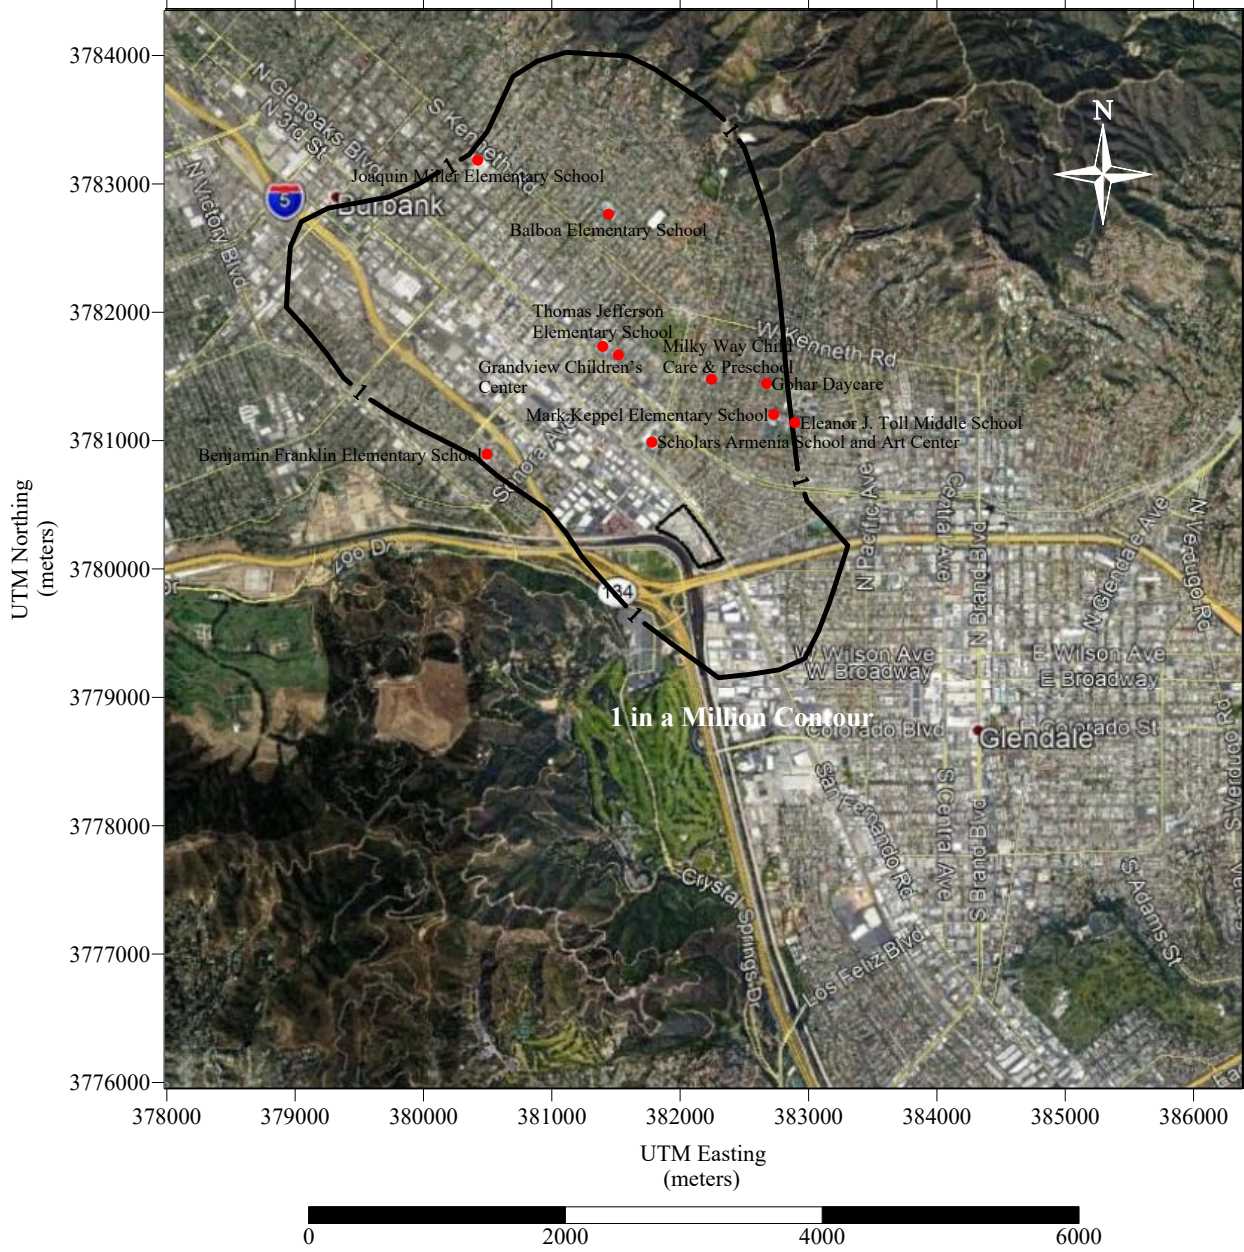 3784000
3783000
3782000
3781000
3780000
3779000
3778000
3777000
3776000
UTM Northing
(meters)
N Glenoaks Blvd
N 3rd St
S Kenneth Rd
N Victory Blvd
5
Burbank
N
1
1
Joaquin Miller Elementary School
Balboa Elementary School
Thomas Jefferson
Elementary School
W Kenneth Rd
Milky Way Child
Care & Preschool
Grandview Children's
Center
Gohar Daycare
1
Mark Keppel Elementary School
Eleanor J. Toll Middle School
Scholars Armenia School and Art Center
Benjamin Franklin Elementary School
Sonora Ave
1
N Pacific Ave
Central Ave
N Brand Blvd
N Glendale Ave
N Verdugo Rd
Zoo Dr
Dr
134
1
W Wilson Ave
E Wilson Ave
W Broadway
E Broadway
1 in a Million Contour
Colorado Blvd
E Colorado St
Glendale
San Fernando Rd
S Central Ave
S Brand Blvd
S Verdugo Rd
S Adams St
Crystal Springs Dr
Los Feliz Blvd
378000
379000
380000
381000
382000
383000
384000
385000
386000
UTM Easting
(meters)
0
2000
4000
6000